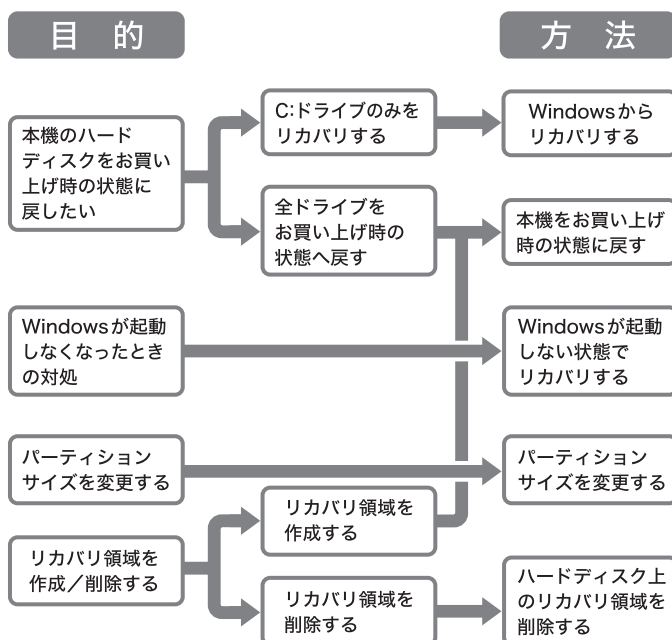 目 的
方 法
本機のハード
ディスクをお買い
上げ時の状態に
戻したい
C:ドライブのみを
リカバリする
Windowsから
リカバリする
全ドライブを
お買い上げ時の
状態へ戻す
本機をお買い上げ
時の状態に戻す
Windowsが起動
しなくなったとき
の対処
Windowsが起動
しない状態で
リカバリする
パーティション
サイズを変更する
パーティション
サイズを変更する
リカバリ領域を
作成／削除する
リカバリ領域を
作成する
リカバリ領域を
削除する
ハードディスク上
のリカバリ領域を
削除する